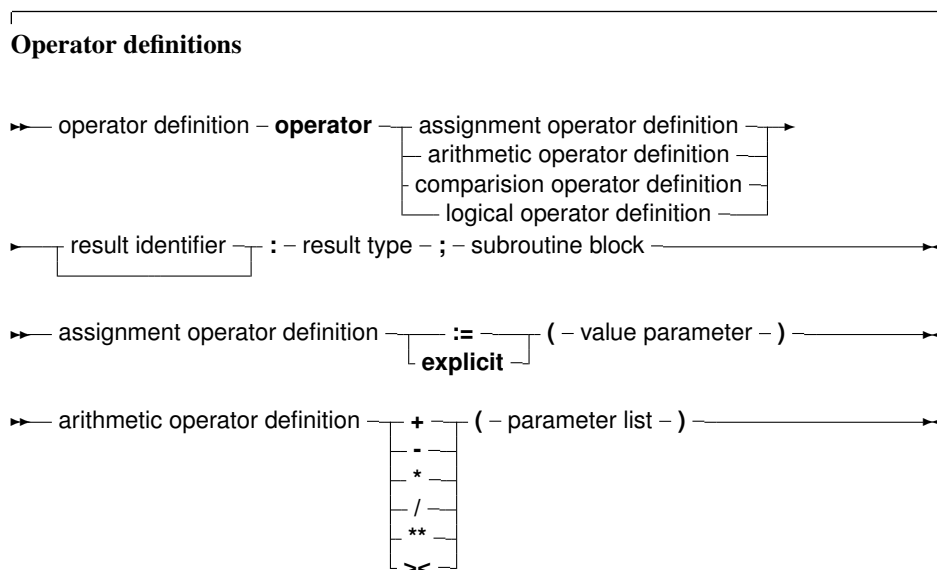 Operator definitions
operator definition operator assignment operator definition
arithmetic operator definition
comparision operator definition
logical operator definition
result identifier : result type ; subroutine block
assignment operator definition := ( value parameter )
explicit
arithmetic operator definition + ( parameter list )
-
*
/
**
><